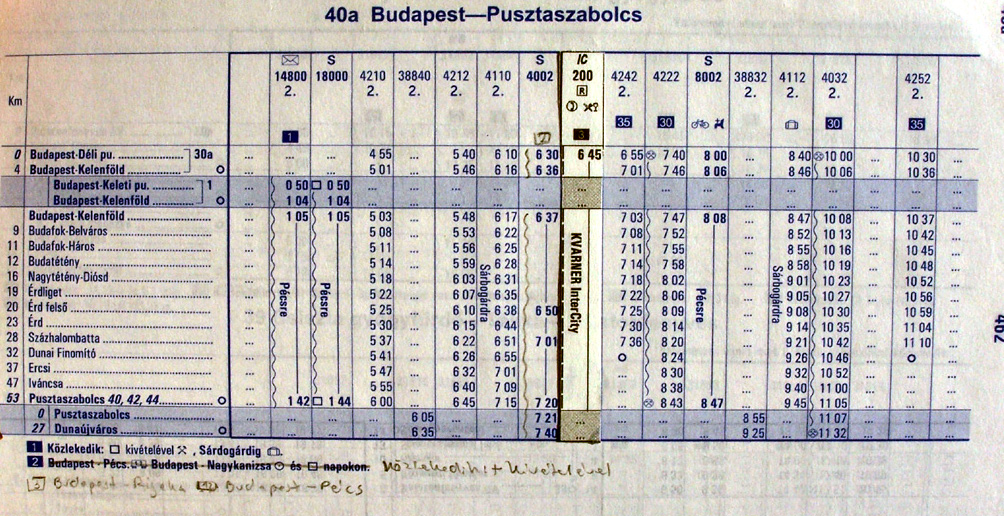 40a Budapest—Pusztaszabolcs
S S IC S
14800 18000 4210 38840 4212 4110 4002 200 4242 4222 8002 38832 4112 4032 4252
Km 2. 2. 2. 2. 2. 2. 2. R 2. 2. 2. 2. 2. 2. 2.
1 35 30 30 35
0 Budapest-Déli pu. 30a ... ... 4 55 ... 5 40 6 10 6 30 6 45 6 55 7 40 8 00 ... 8 40 10 00 ... 10 30 ...
4 Budapest-Kelenföld ... ... 5 01 ... 5 46 6 16 6 36 7 01 7 46 8 06 ... 8 46 10 06 ... 10 36 ...
Budapest-Keleti pu. 1 0 50 0 50 ... ... ... ... ... ... ... ... ... ... ... ... ... ... ...
Budapest-Kelenföld 1 04 1 04 ... ... ... ... ... ... ... ... ... ... ... ... ... ... ...
Budapest-Kelenföld 1 05 1 05 5 03 ... 5 48 6 17 6 37 7 03 7 47 8 08 ... 8 47 10 08 ... 10 37 ...
9 Budafok-Belváros 5 08 ... 5 53 6 22 7 08 7 52 ... 8 52 10 13 ... 10 42 ...
11 Budafok-Háros 5 11 ... 5 56 6 25 7 11 7 55 ... 8 55 10 16 ... 10 45 ...
12 Budatétény 5 14 ... 5 59 6 28 7 14 7 58 ... 8 58 10 19 ... 10 48 ...
16 Nagytétény-Diósd 5 18 ... 6 03 6 31 7 18 8 02 ... 9 01 10 23 ... 10 52 ...
19 Érdliget 5 22 ... 6 07 6 35 7 22 8 06 ... 9 05 10 27 ... 10 56 ...
20 Érd felső 5 25 ... 6 10 6 38 6 50 7 25 8 09 ... 9 08 10 30 ... 10 59 ...
23 Érd 5 30 ... 6 15 6 44 7 30 8 14 ... 9 14 10 35 ... 11 04 ...
28 Százhalombatta 5 37 ... 6 22 6 51 7 01 7 36 8 20 ... 9 21 10 42 ... 11 10 ...
32 Dunai Finomító 5 41 ... 6 26 6 55 8 24 ... 9 26 10 46 ...
37 Ercsi 5 47 ... 6 32 7 01 ... 8 30 ... 9 32 10 52 ... ... ...
47 Iváncsa 5 55 ... 6 40 7 09 ... 8 38 ... 9 40 11 00 ... ... ...
53 Pusztaszabolcs 40, 42, 44 1 42 1 44 6 00 ... 6 45 7 15 7 20 ... 8 43 8 47 ... 9 45 11 05 ... ... ...
0 Pusztaszabolcs ... ... ... 6 05 ... ... 7 21 ... ... ... 8 55 ... 11 07 ... ... ...
27 Dunaújváros ... ... ... 6 35 ... ... 7 40 ... ... ... 9 25 ... 11 32 ... ... ...
Pécsre
Pécsre
Sárbogárdra
KVARNER InterCity
Pécsre
Sárbogárdra
402
1 Közlekedik: kivételével, Sárdogárdig
2 Budapest-Pécs. Budapest-Nagykanizsa és napokon. Közlekedik: + kivételével
Budapest - Rijeka Budapest - Pécs